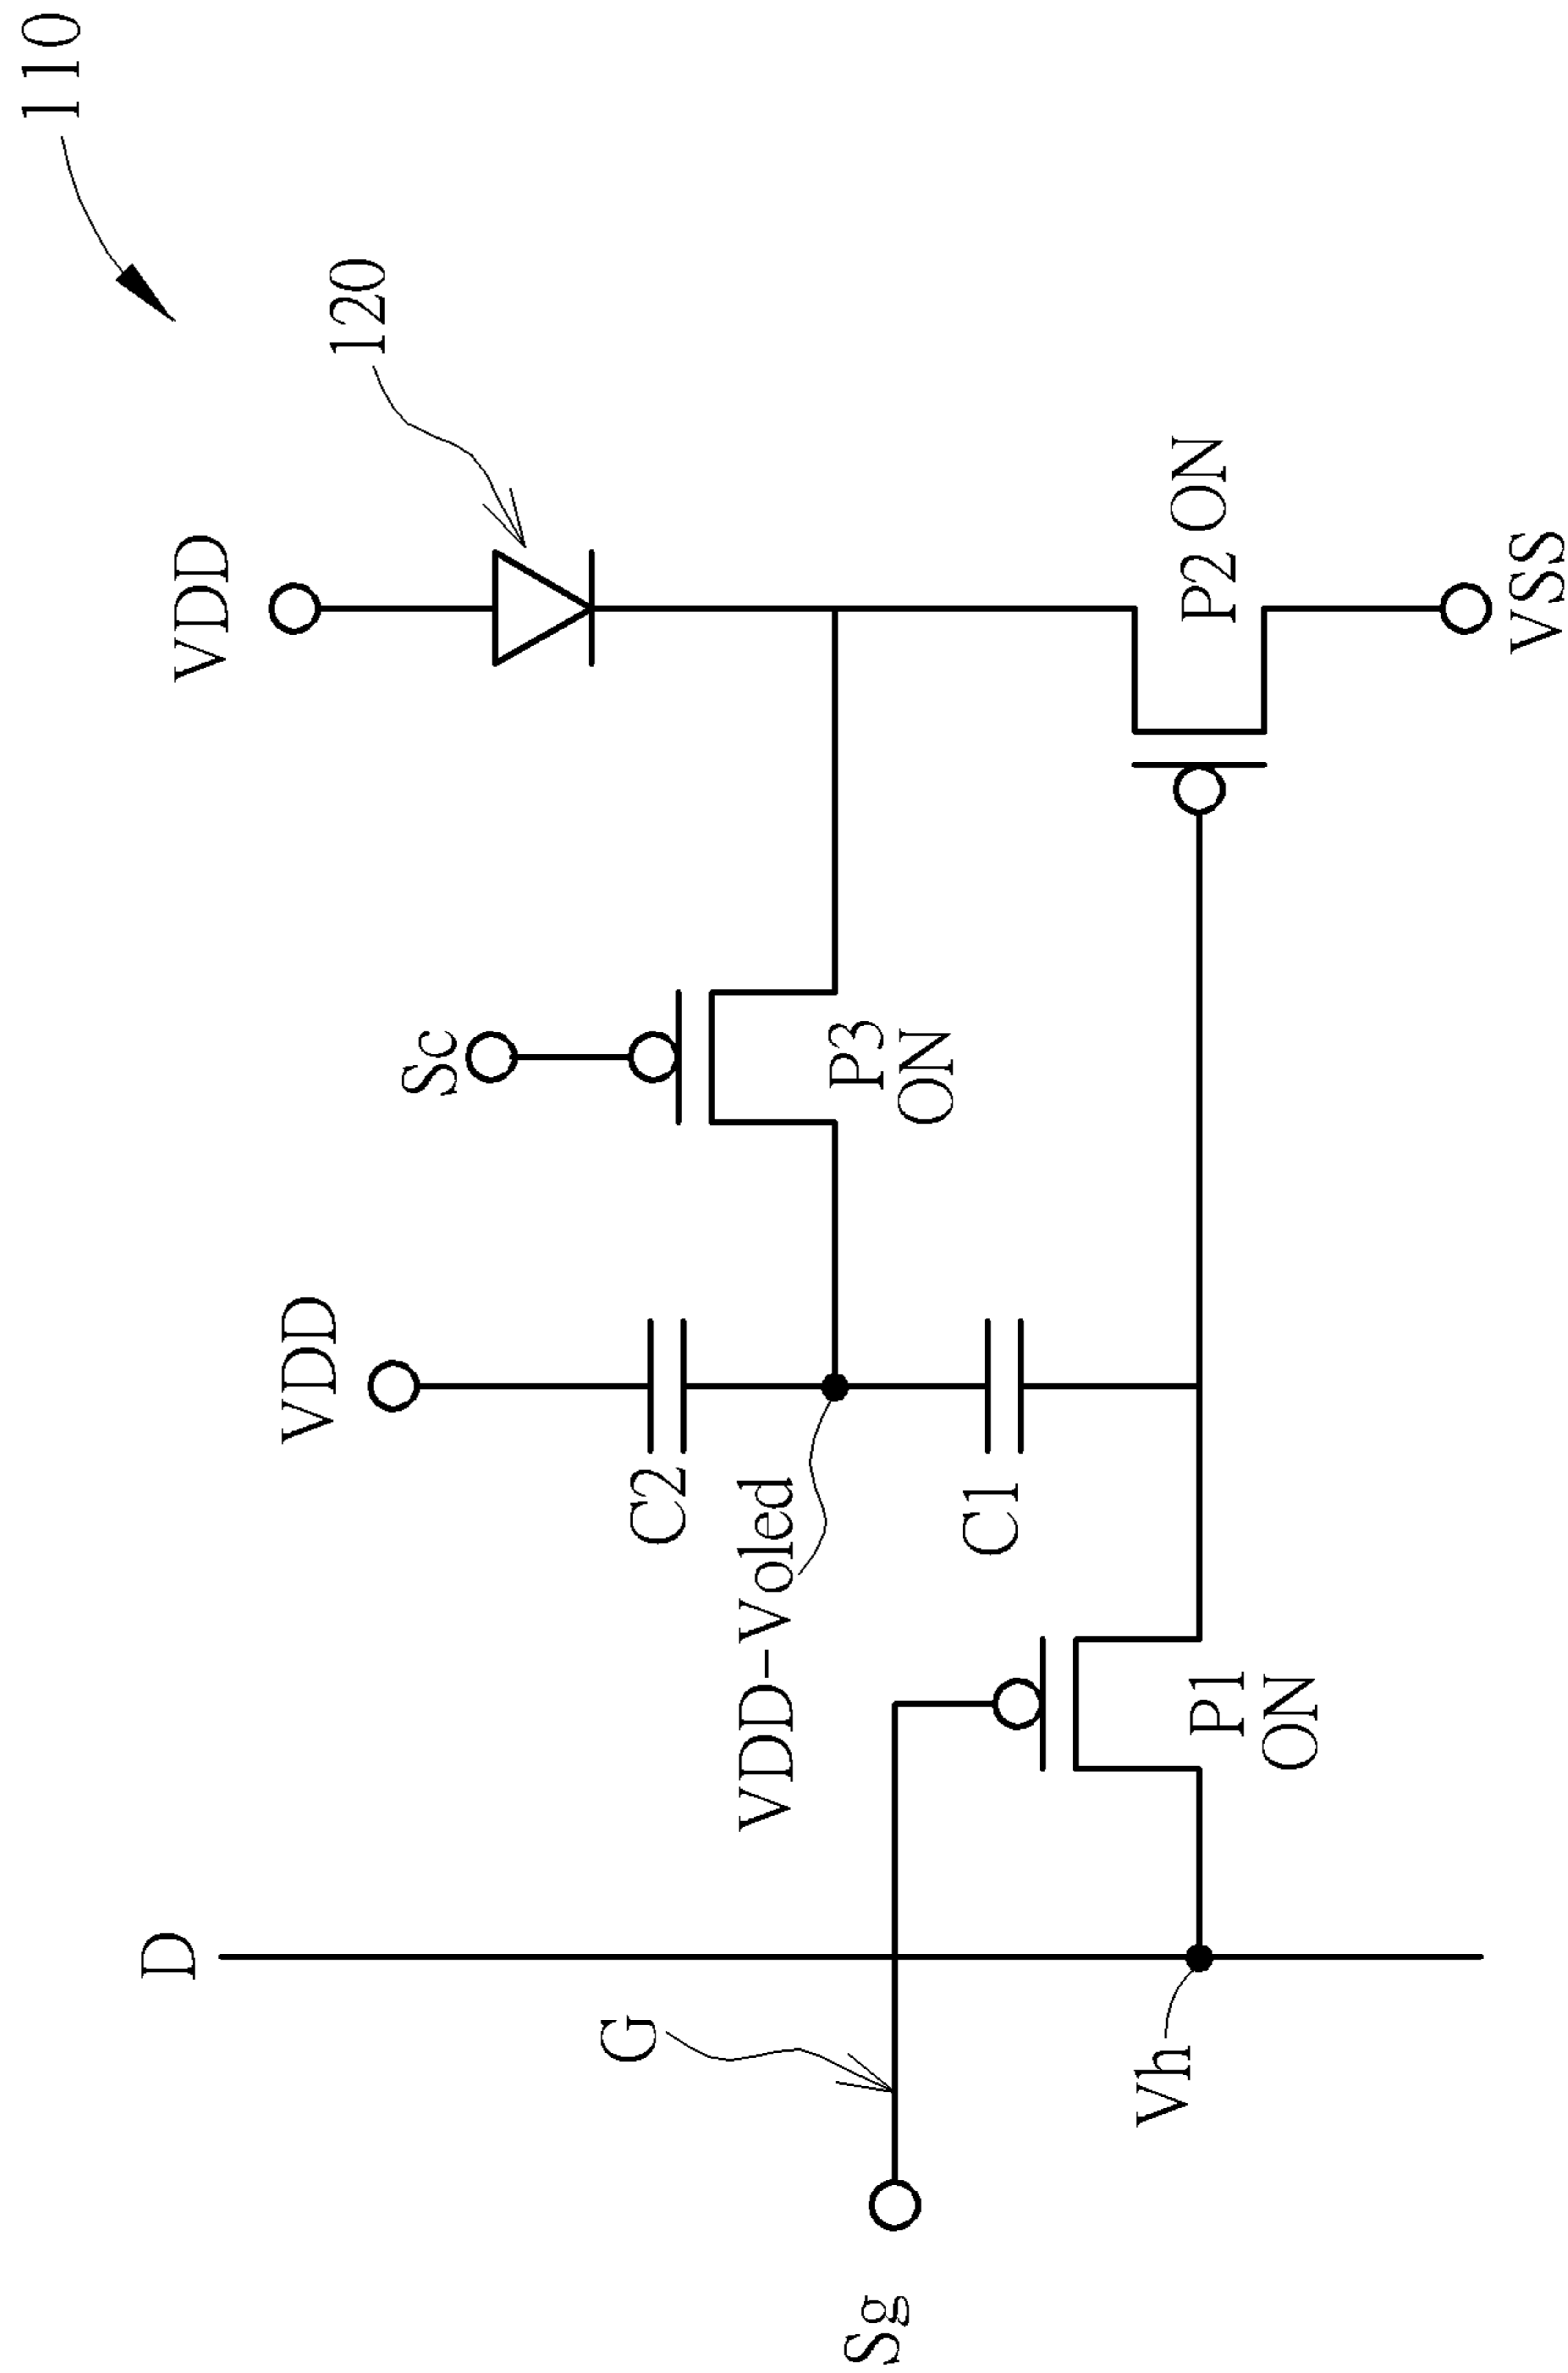 110
120
VDD
VDD
Sc
P3
ON
P2 ON
VSS
C2
VDD-Voled
C1
D
G
P1
ON
Vh
Sg